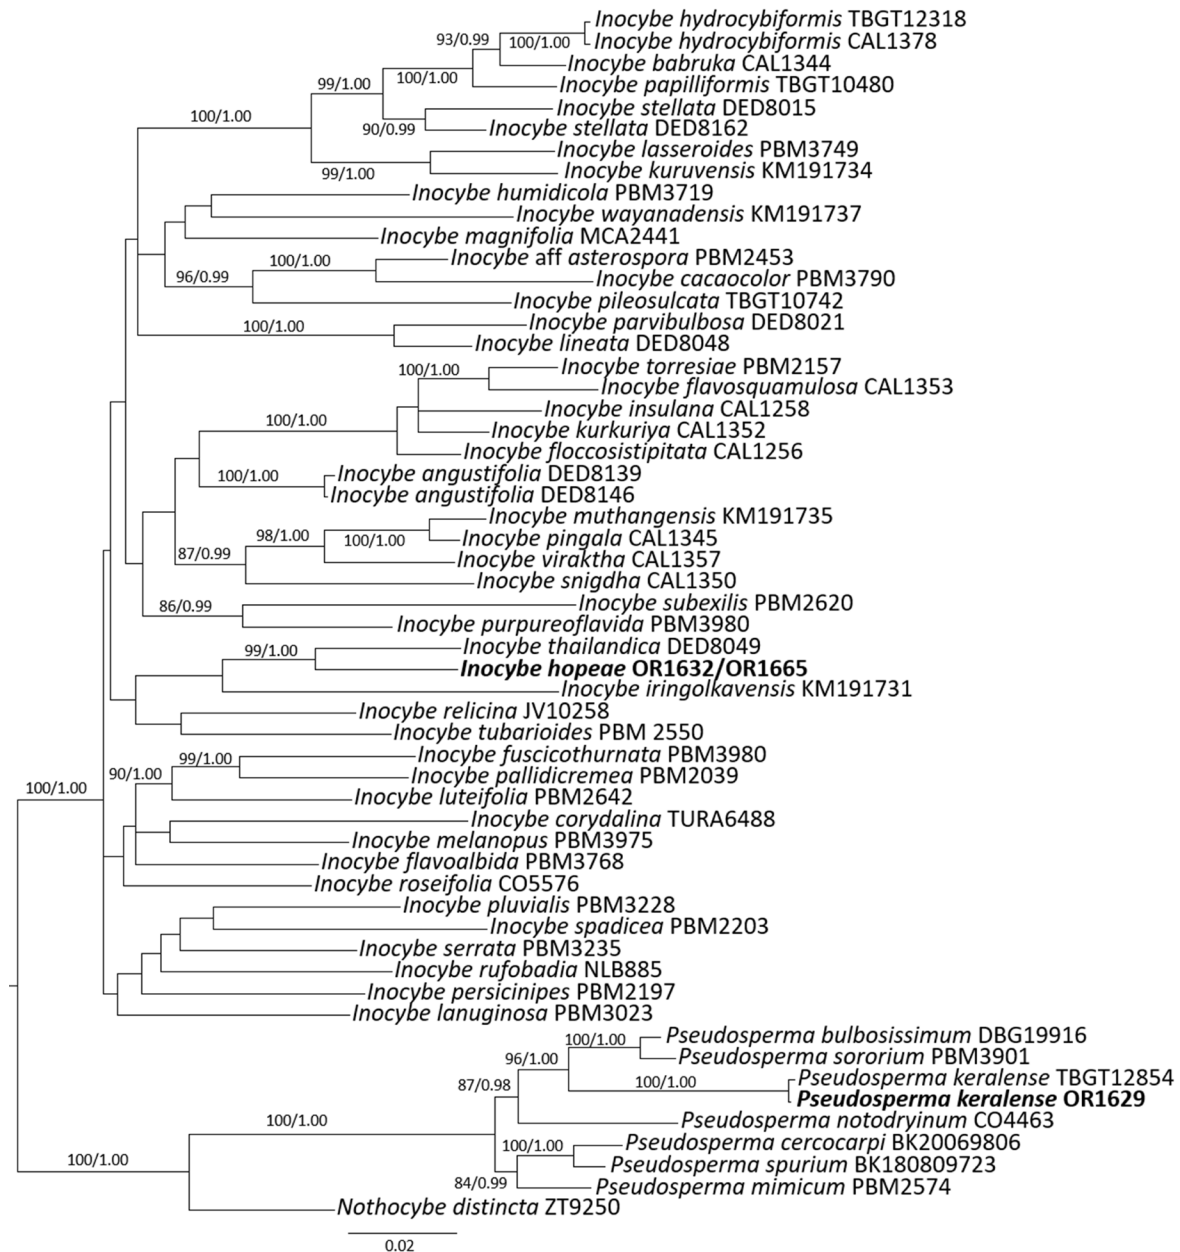 Inocybe hydrocybiformis TBGT12318
93/0.99
100/1.00
Inocybe hydrocybiformis CAL1378
Inocybe babruka CAL1344
99/1.00
100/1.00
Inocybe papilliformis TBGT10480
Inocybe stellata DED8015
100/1.00
90/0.99
Inocybe stellata DED8162
Inocybe lasseroides PBM3749
99/1.00
Inocybe kuruvensis KM191734
Inocybe humidicola PBM3719
Inocybe wayanadensis KM191737
Inocybe magnifolia MCA2441
100/1.00
Inocybe aff asterospora PBM2453
96/0.99
Inocybe cacaocolor PBM3790
Inocybe pileosulcata TBGT10742
100/1.00
Inocybe parvibulbosa DED8021
Inocybe lineata DED8048
100/1.00
Inocybe torresiae PBM2157
Inocybe flavosquamulosa CAL1353
Inocybe insulana CAL1258
100/1.00
Inocybe kurkuriya CAL1352
Inocybe floccosistipitata CAL1256
100/1.00
Inocybe angustifolia DED8139
Inocybe angustifolia DED8146
Inocybe muthangensis KM191735
98/1.00
100/1.00
Inocybe pingala CAL1345
87/0.99
Inocybe viraktha CAL1357
Inocybe snigdha CAL1350
86/0.99
Inocybe subexilis PBM2620
Inocybe purpureoflavida PBM3980
99/1.00
Inocybe thailandica DED8049
Inocybe hopeae OR1632/OR1665
Inocybe iringolkavensis KM191731
Inocybe relicina JV10258
Inocybe tubarioides PBM 2550
99/1.00
Inocybe fuscicothurnata PBM3980
90/1.00
Inocybe pallidicremea PBM2039
100/1.00
Inocybe luteifolia PBM2642
Inocybe corydalina TURA6488
Inocybe melanopus PBM3975
Inocybe flavoalbida PBM3768
Inocybe roseifolia CO5576
Inocybe pluvialis PBM3228
Inocybe spadicea PBM2203
Inocybe serrata PBM3235
Inocybe rufobadia NLB885
Inocybe persicinipes PBM2197
Inocybe lanuginosa PBM3023
100/1.00
Pseudosperma bulbosissimum DBG19916
96/1.00
Pseudosperma sororium PBM3901
87/0.98
100/1.00
Pseudosperma keralense TBGT12854
Pseudosperma keralense OR1629
100/1.00
Pseudosperma notodryinum CO4463
100/1.00
Pseudosperma cercocarpi BK20069806
100/1.00
Pseudosperma spurium BK180809723
84/0.99
Pseudosperma mimicum PBM2574
Nothocybe distincta ZT9250
0.02